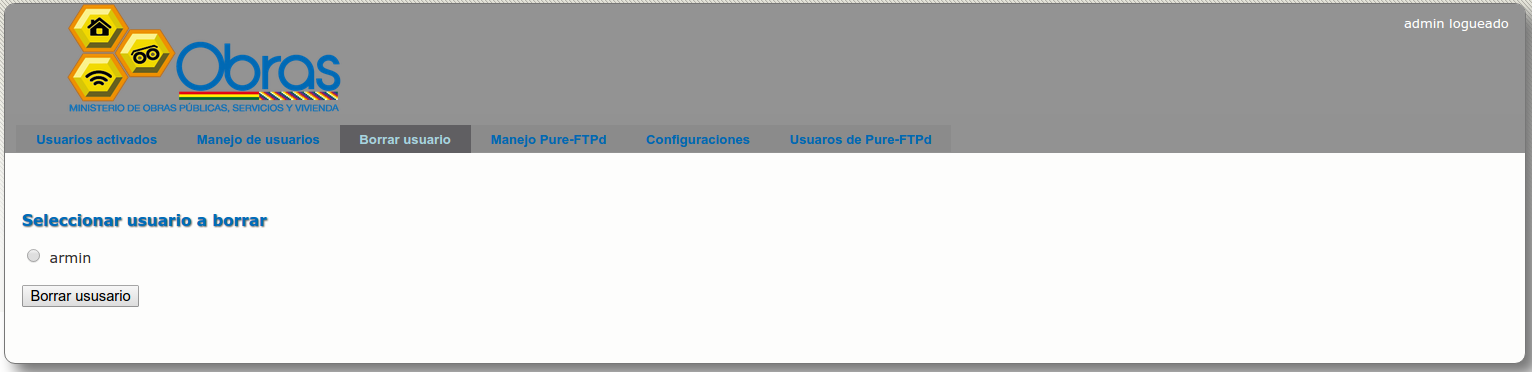 admin logueado
Obras
MINISTERIO DE OBRAS PÚBLICAS, SERVICIOS Y VIVIENDA
Usuarios activados Manejo de usuarios Borrar usuario Manejo Pure-FTPd Configuraciones Usuaros de Pure-FTPd
Seleccionar usuario a borrar
armin
Borrar ususario